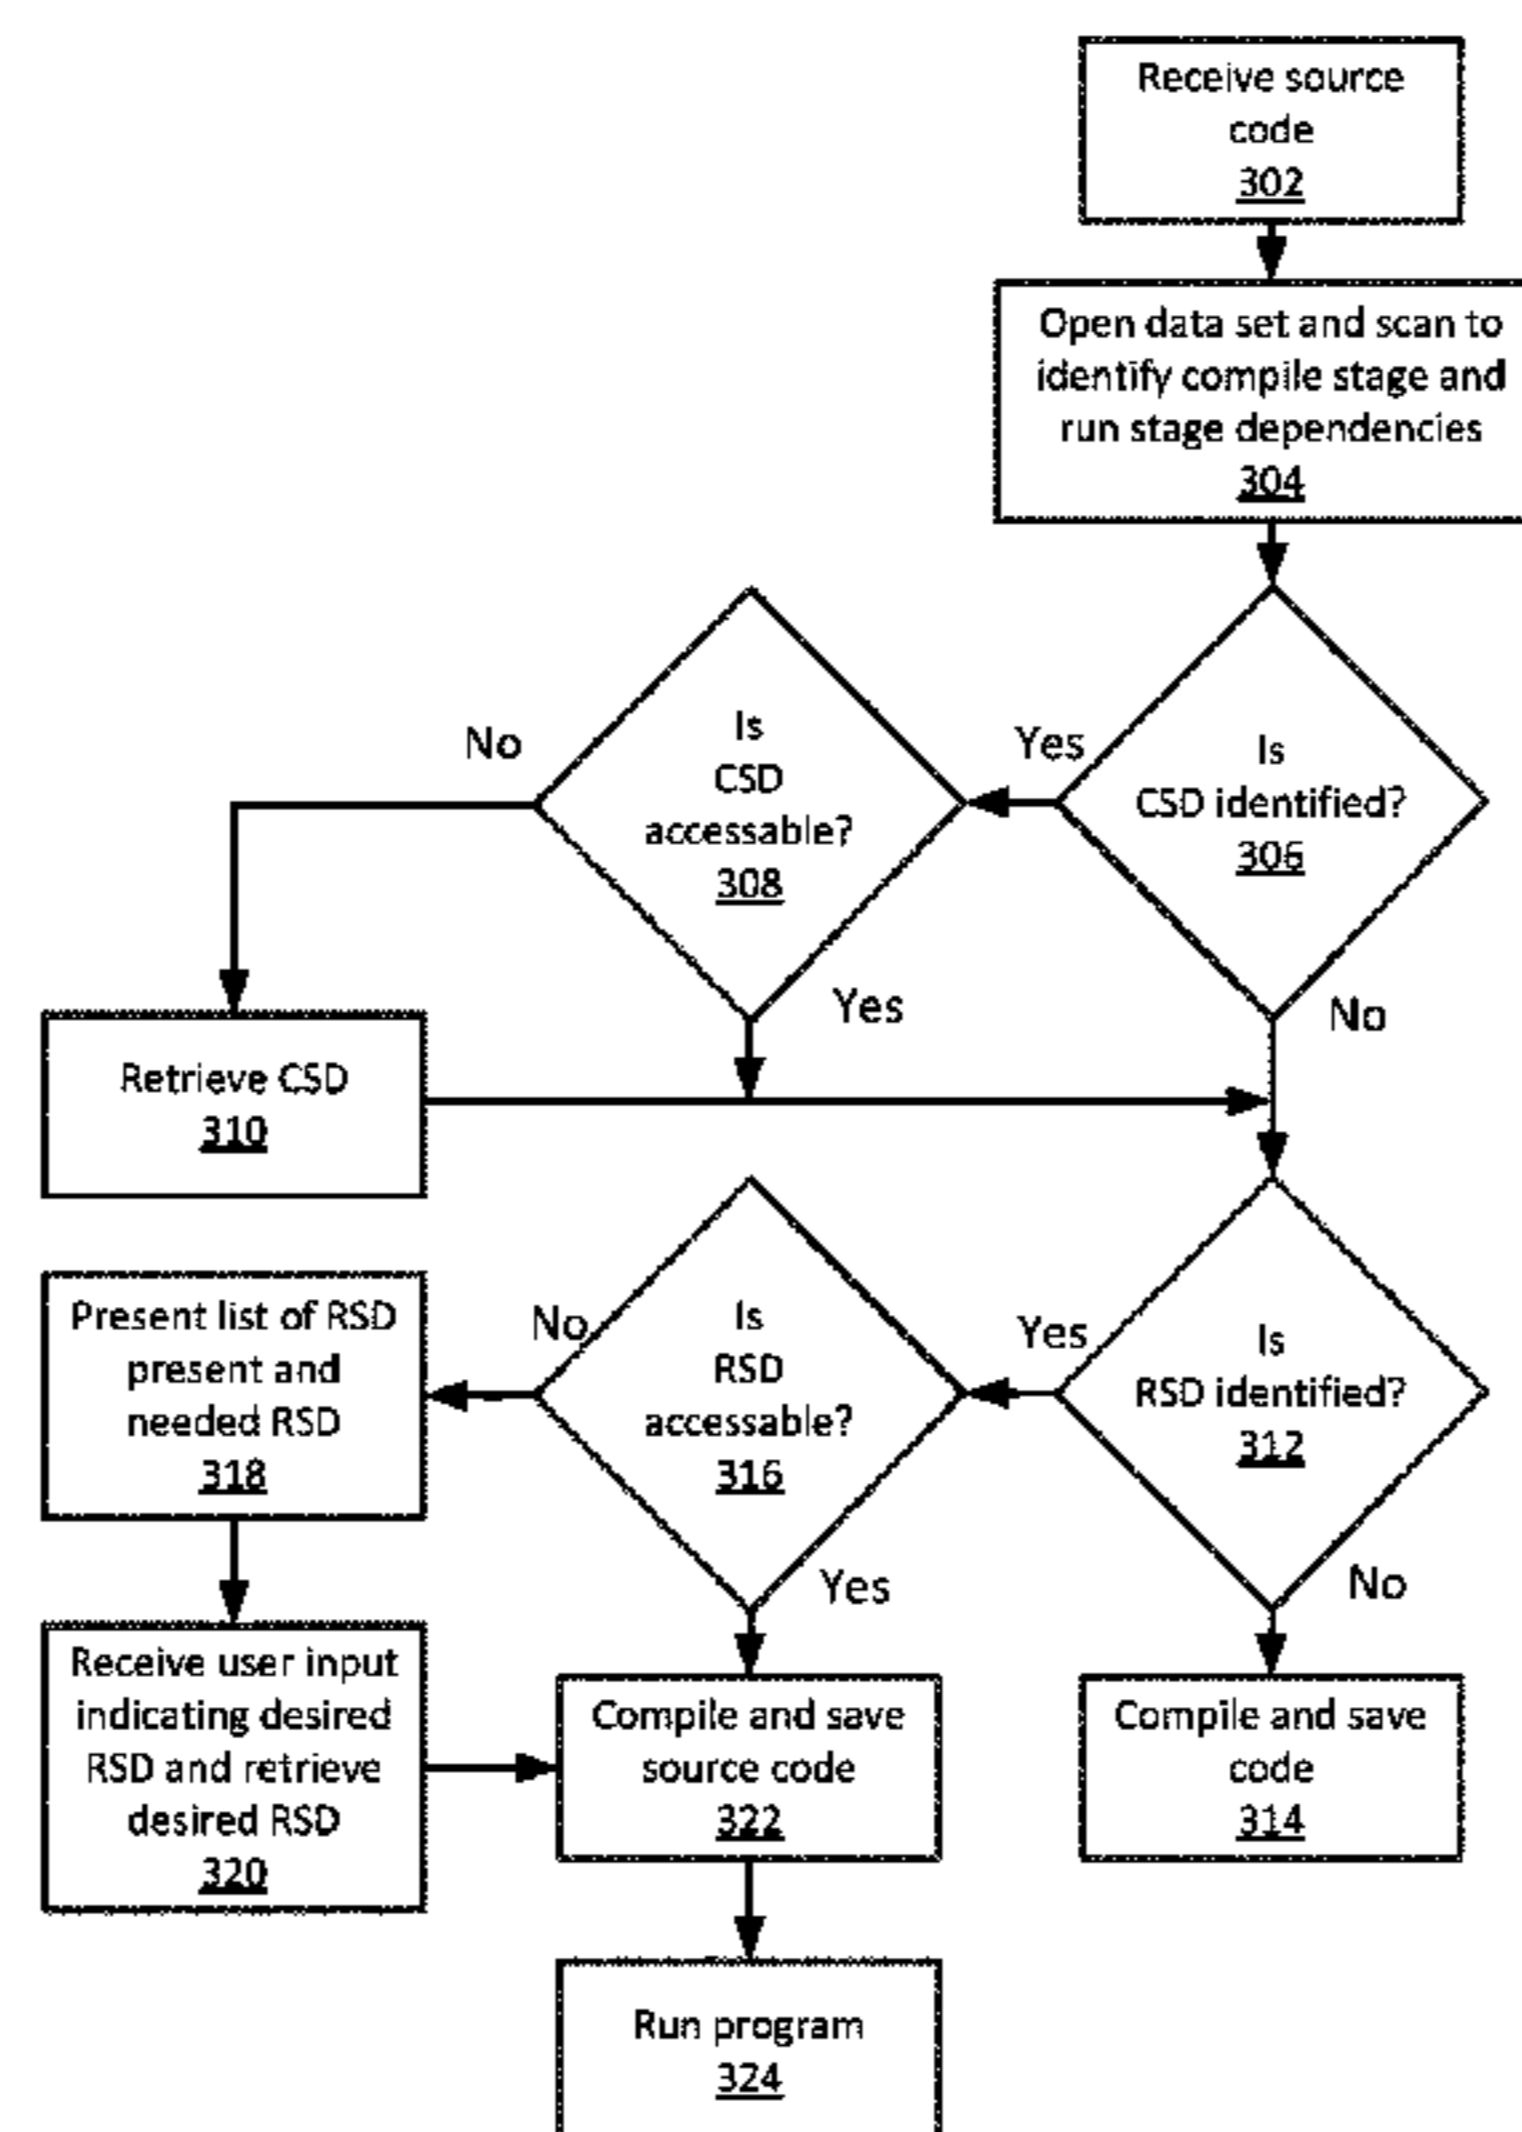 Receive source
code
302
Open data set and scan to
identify compile stage and
run stage dependencies
304
Is
CSD identified?
306
Yes
No
Is
CSD
accessable?
308
No
Yes
Retrieve CSD
310
Is
RSD identified?
312
Yes
No
Compile and save
code
314
Is
RSD
accessable?
316
No
Yes
Present list of RSD
present and
needed RSD
318
Receive user input
indicating desired
RSD and retrieve
desired RSD
320
Compile and save
source code
322
Run program
324